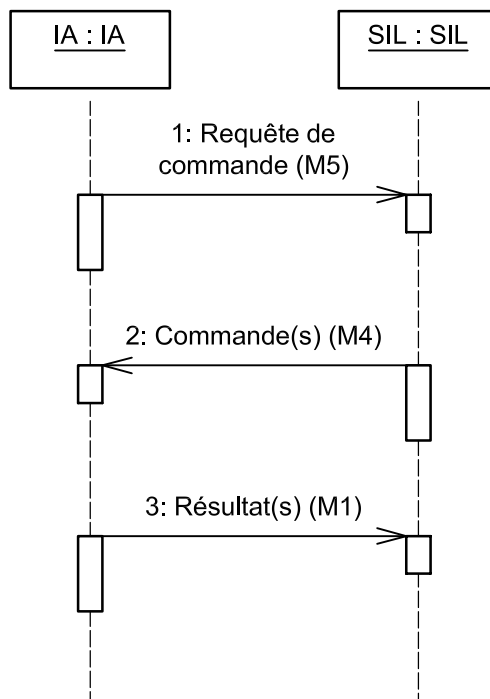 IA : IA
SIL : SIL
1: Requête de
commande (M5)
2: Commande(s) (M4)
3: Résultat(s) (M1)